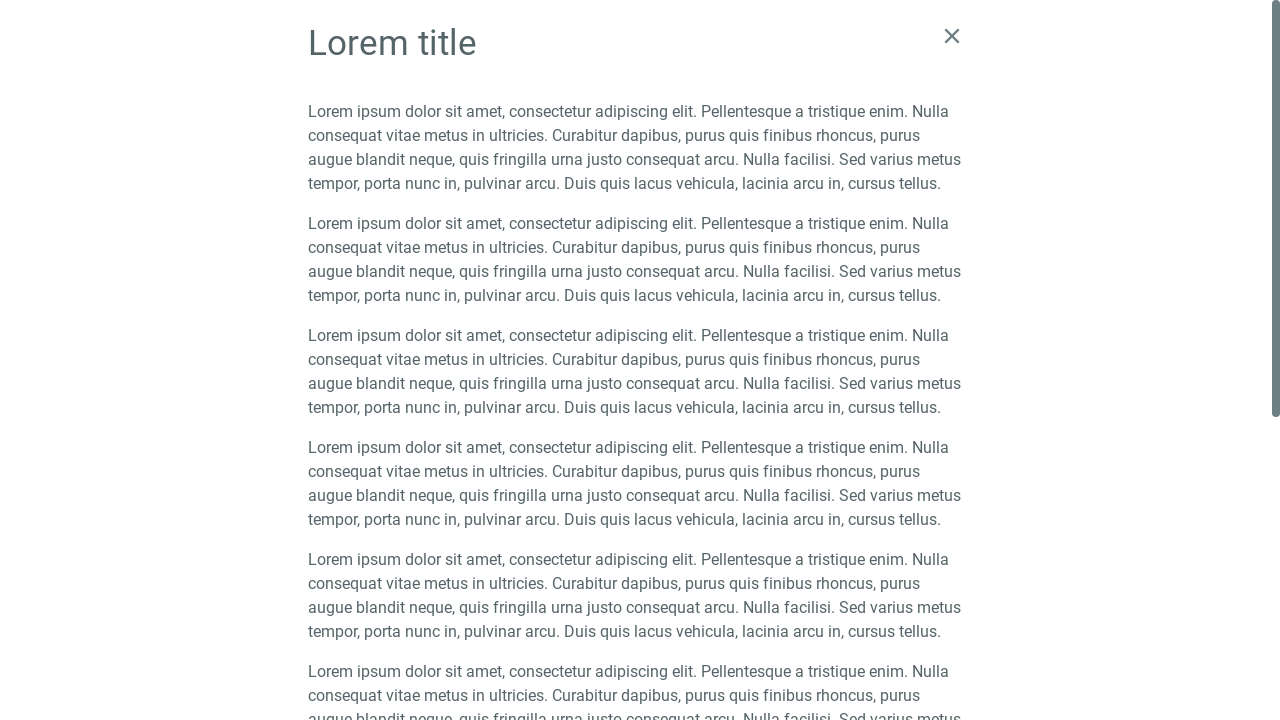 Lorem title
Lorem ipsum dolor sit amet, consectetur adipiscing elit. Pellentesque a tristique enim. Nulla
consequat vitae metus in ultricies. Curabitur dapibus, purus quis finibus rhoncus, purus
augue blandit neque, quis fringilla urna justo consequat arcu. Nulla facilisi. Sed varius metus
tempor, porta nunc in, pulvinar arcu. Duis quis lacus vehicula, lacinia arcu in, cursus tellus.
Lorem ipsum dolor sit amet, consectetur adipiscing elit. Pellentesque a tristique enim. Nulla
consequat vitae metus in ultricies. Curabitur dapibus, purus quis finibus rhoncus, purus
augue blandit neque, quis fringilla urna justo consequat arcu. Nulla facilisi. Sed varius metus
tempor, porta nunc in, pulvinar arcu. Duis quis lacus vehicula, lacinia arcu in, cursus tellus.
Lorem ipsum dolor sit amet, consectetur adipiscing elit. Pellentesque a tristique enim. Nulla
consequat vitae metus in ultricies. Curabitur dapibus, purus quis finibus rhoncus, purus
augue blandit neque, quis fringilla urna justo consequat arcu. Nulla facilisi. Sed varius metus
tempor, porta nunc in, pulvinar arcu. Duis quis lacus vehicula, lacinia arcu in, cursus tellus.
Lorem ipsum dolor sit amet, consectetur adipiscing elit. Pellentesque a tristique enim. Nulla
consequat vitae metus in ultricies. Curabitur dapibus, purus quis finibus rhoncus, purus
augue blandit neque, quis fringilla urna justo consequat arcu. Nulla facilisi. Sed varius metus
tempor, porta nunc in, pulvinar arcu. Duis quis lacus vehicula, lacinia arcu in, cursus tellus.
Lorem ipsum dolor sit amet, consectetur adipiscing elit. Pellentesque a tristique enim. Nulla
consequat vitae metus in ultricies. Curabitur dapibus, purus quis finibus rhoncus, purus
augue blandit neque, quis fringilla urna justo consequat arcu. Nulla facilisi. Sed varius metus
tempor, porta nunc in, pulvinar arcu. Duis quis lacus vehicula, lacinia arcu in, cursus tellus.
Lorem ipsum dolor sit amet, consectetur adipiscing elit. Pellentesque a tristique enim. Nulla
consequat vitae metus in ultricies. Curabitur dapibus, purus quis finibus rhoncus, purus
augue blandit neque, quis fringilla urna justo consequat arcu. Nulla facilisi. Sed varius metus